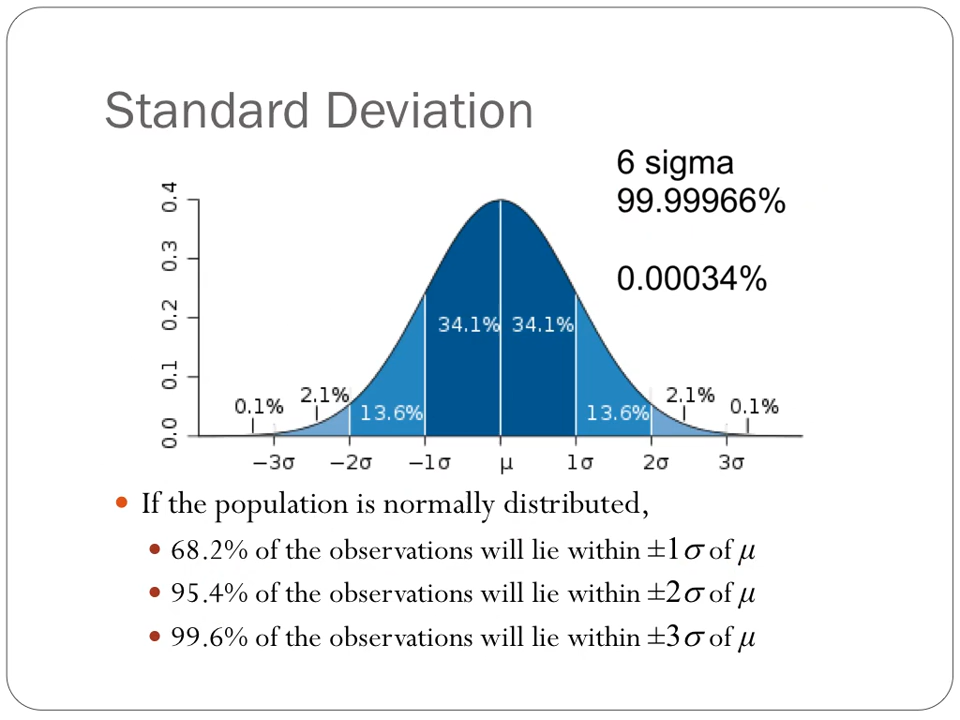 Standard Deviation
6 sigma
99.99966%
0.00034%
0.4
0.3
0.2
0.1
0.0
34.1% 34.1%
0.1% 2.1% 13.6% 13.6% 2.1% 0.1%
−3σ −2σ −1σ μ 1σ 2σ 3σ
• If the population is normally distributed,
• 68.2% of the observations will lie within ±1σ of μ
• 95.4% of the observations will lie within ±2σ of μ
• 99.6% of the observations will lie within ±3σ of μ